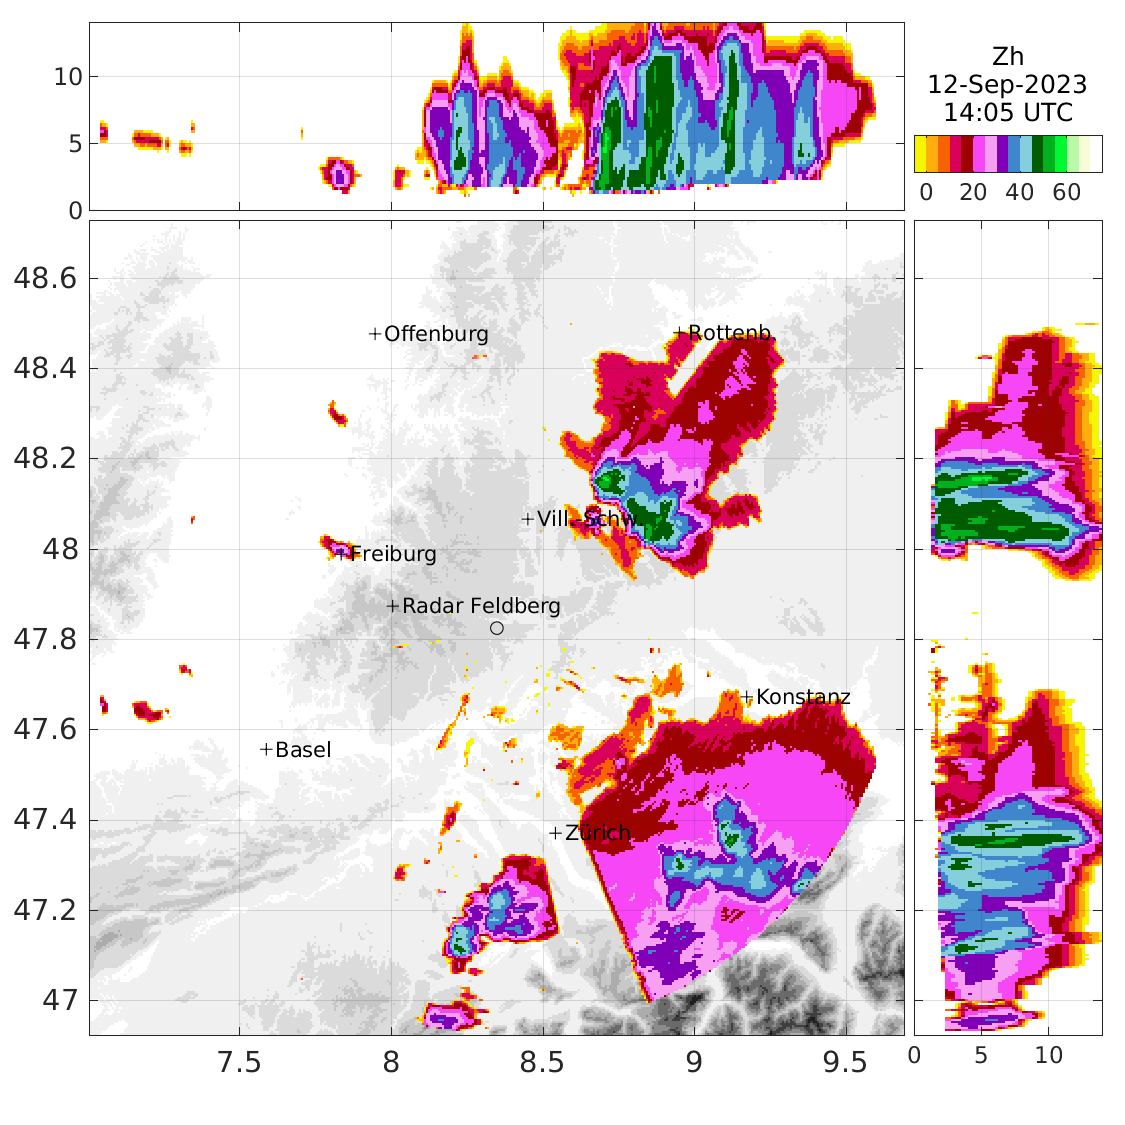 10
5
0
Zh
12-Sep-2023
14:05 UTC
0 20 40 60
48.6
48.4
48.2
48
47.8
47.6
47.4
47.2
47
+Offenburg
+Rottenb.
+Vill.-Schw.
+Freiburg
+Radar Feldberg
+Konstanz
+Basel
+Zürich
7.5 8 8.5 9 9.5
0 5 10